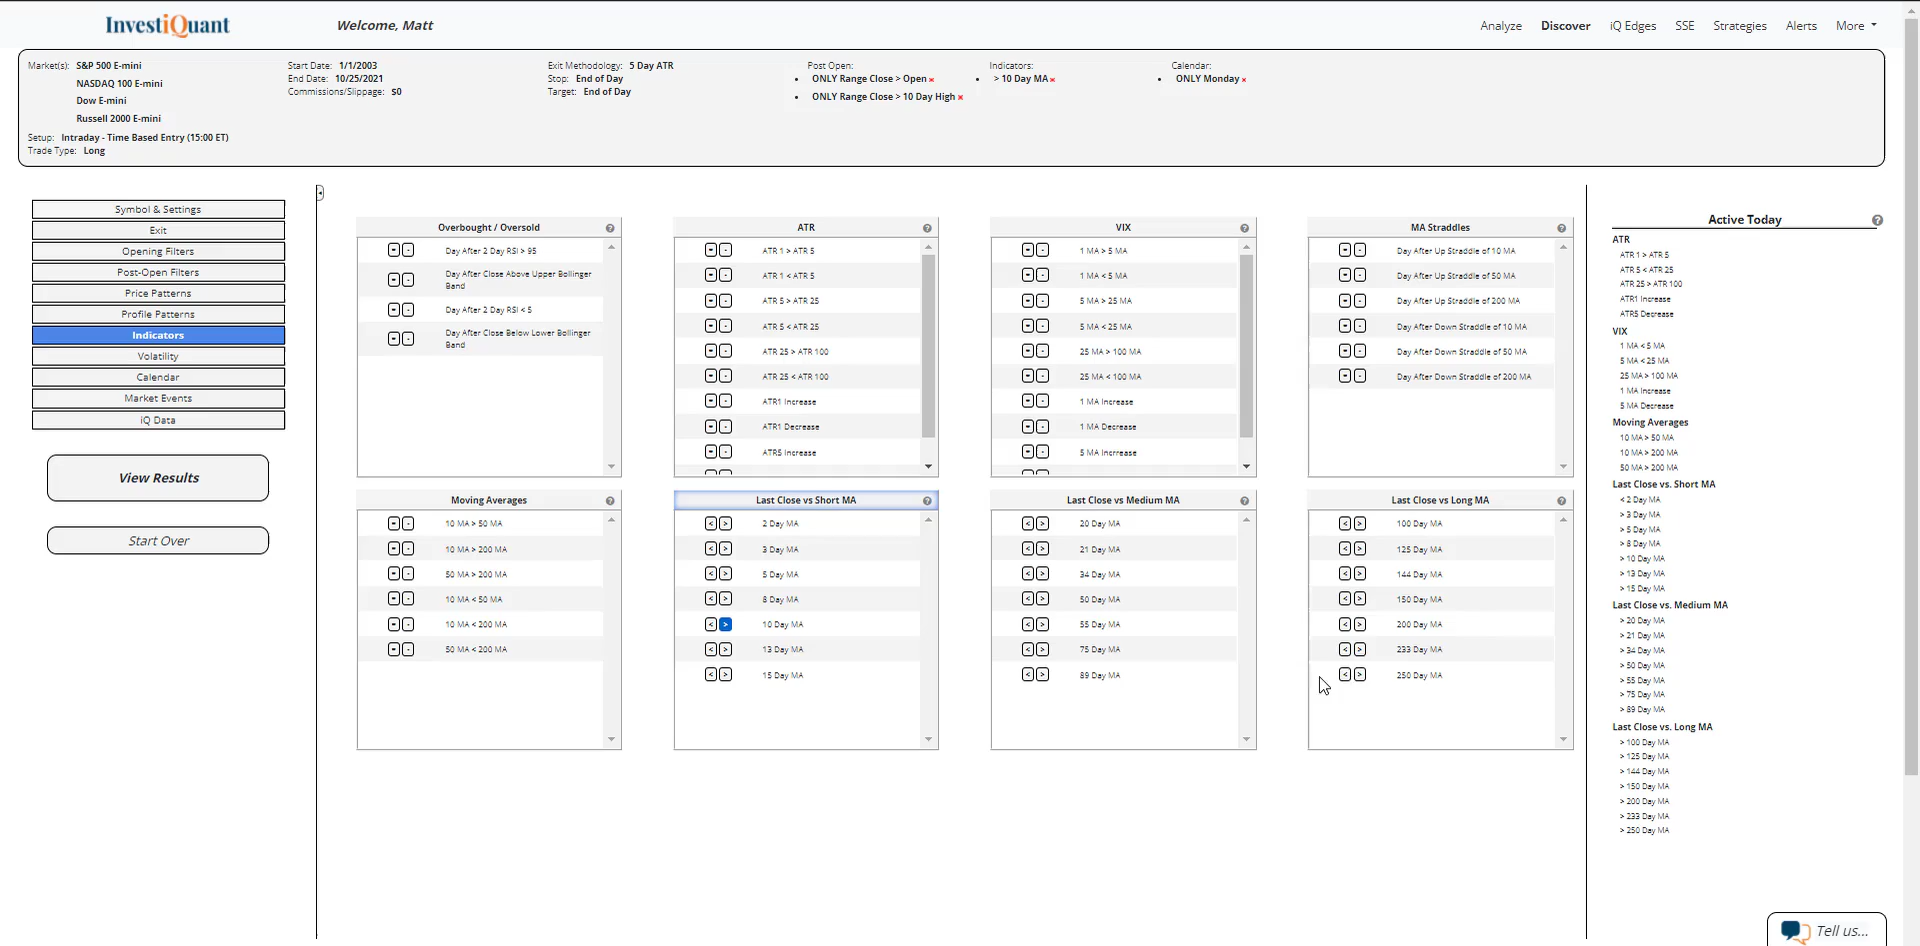 InvestiQuant
Welcome, Matt
Analyze
Discover
iQ Edges
SSE
Strategies
Alerts
More
Market(s): S&P 500 E-mini
NASDAQ 100 E-mini
Dow E-mini
Russell 2000 E-mini
Setup: Intraday - Time Based Entry (15:00 ET)
Trade Type: Long
Start Date: 1/1/2003
End Date: 10/25/2021
Commissions/Slippage: $0
Exit Methodology: 5 Day ATR
Stop: End of Day
Target: End of Day
Post Open:
• ONLY Range Close > Open ×
• ONLY Range Close > 10 Day High ×
Indicators:
• > 10 Day MA ×
Calendar:
• ONLY Monday ×
Symbol & Settings
Exit
Opening Filters
Post-Open Filters
Price Patterns
Profile Patterns
Indicators
Volatility
Calendar
Market Events
iQ Data
View Results
Start Over
Overbought / Oversold
Day After 2 Day RSI > 95
Day After Close Above Upper Bollinger
Band
Day After 2 Day RSI < 5
Day After Close Below Lower Bollinger
Band
ATR
ATR 1 > ATR 5
ATR 1 < ATR 5
ATR 5 > ATR 25
ATR 5 < ATR 25
ATR 25 > ATR 100
ATR 25 < ATR 100
ATR1 Increase
ATR1 Decrease
ATR5 Increase
VIX
1 MA > 5 MA
1 MA < 5 MA
5 MA > 25 MA
5 MA < 25 MA
25 MA > 100 MA
25 MA < 100 MA
1 MA Increase
1 MA Decrease
5 MA Incrrease
MA Straddles
Day After Up Straddle of 10 MA
Day After Up Straddle of 50 MA
Day After Up Straddle of 200 MA
Day After Down Straddle of 10 MA
Day After Down Straddle of 50 MA
Day After Down Straddle of 200 MA
Moving Averages
10 MA > 50 MA
10 MA > 200 MA
50 MA > 200 MA
10 MA < 50 MA
10 MA < 200 MA
50 MA < 200 MA
Last Close vs Short MA
< > 2 Day MA
< > 3 Day MA
< > 5 Day MA
< > 8 Day MA
< > 10 Day MA
< > 13 Day MA
< > 15 Day MA
Last Close vs Medium MA
< > 20 Day MA
< > 21 Day MA
< > 34 Day MA
< > 50 Day MA
< > 55 Day MA
< > 75 Day MA
< > 89 Day MA
Last Close vs Long MA
< > 100 Day MA
< > 125 Day MA
< > 144 Day MA
< > 150 Day MA
< > 200 Day MA
< > 233 Day MA
< > 250 Day MA
Active Today
ATR
ATR 1 > ATR 5
ATR 5 < ATR 25
ATR 25 > ATR 100
ATR1 Increase
ATR5 Decrease
VIX
1 MA < 5 MA
5 MA < 25 MA
25 MA > 100 MA
1 MA Increase
5 MA Decrease
Moving Averages
10 MA > 50 MA
10 MA > 200 MA
50 MA > 200 MA
Last Close vs. Short MA
< 2 Day MA
> 3 Day MA
> 5 Day MA
> 8 Day MA
> 10 Day MA
> 13 Day MA
> 15 Day MA
Last Close vs. Medium MA
> 20 Day MA
> 21 Day MA
> 34 Day MA
> 50 Day MA
> 55 Day MA
> 75 Day MA
> 89 Day MA
Last Close vs. Long MA
> 100 Day MA
> 125 Day MA
> 144 Day MA
> 150 Day MA
> 200 Day MA
> 233 Day MA
> 250 Day MA
Tell us...